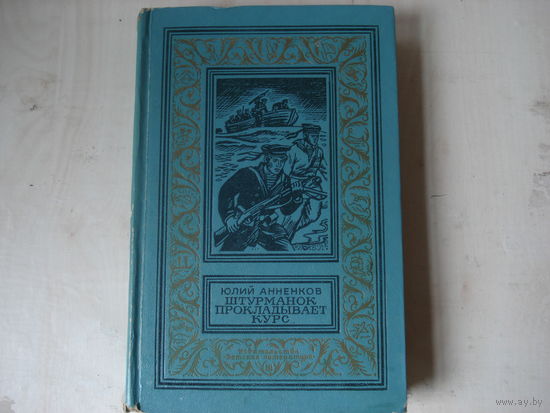 ЮЛИЙ АННЕНКОВ
ШТУРМАНОК
ПРОКЛАДЫВАЕТ
КУРС
Издательство
Детская литература
www.ay.by